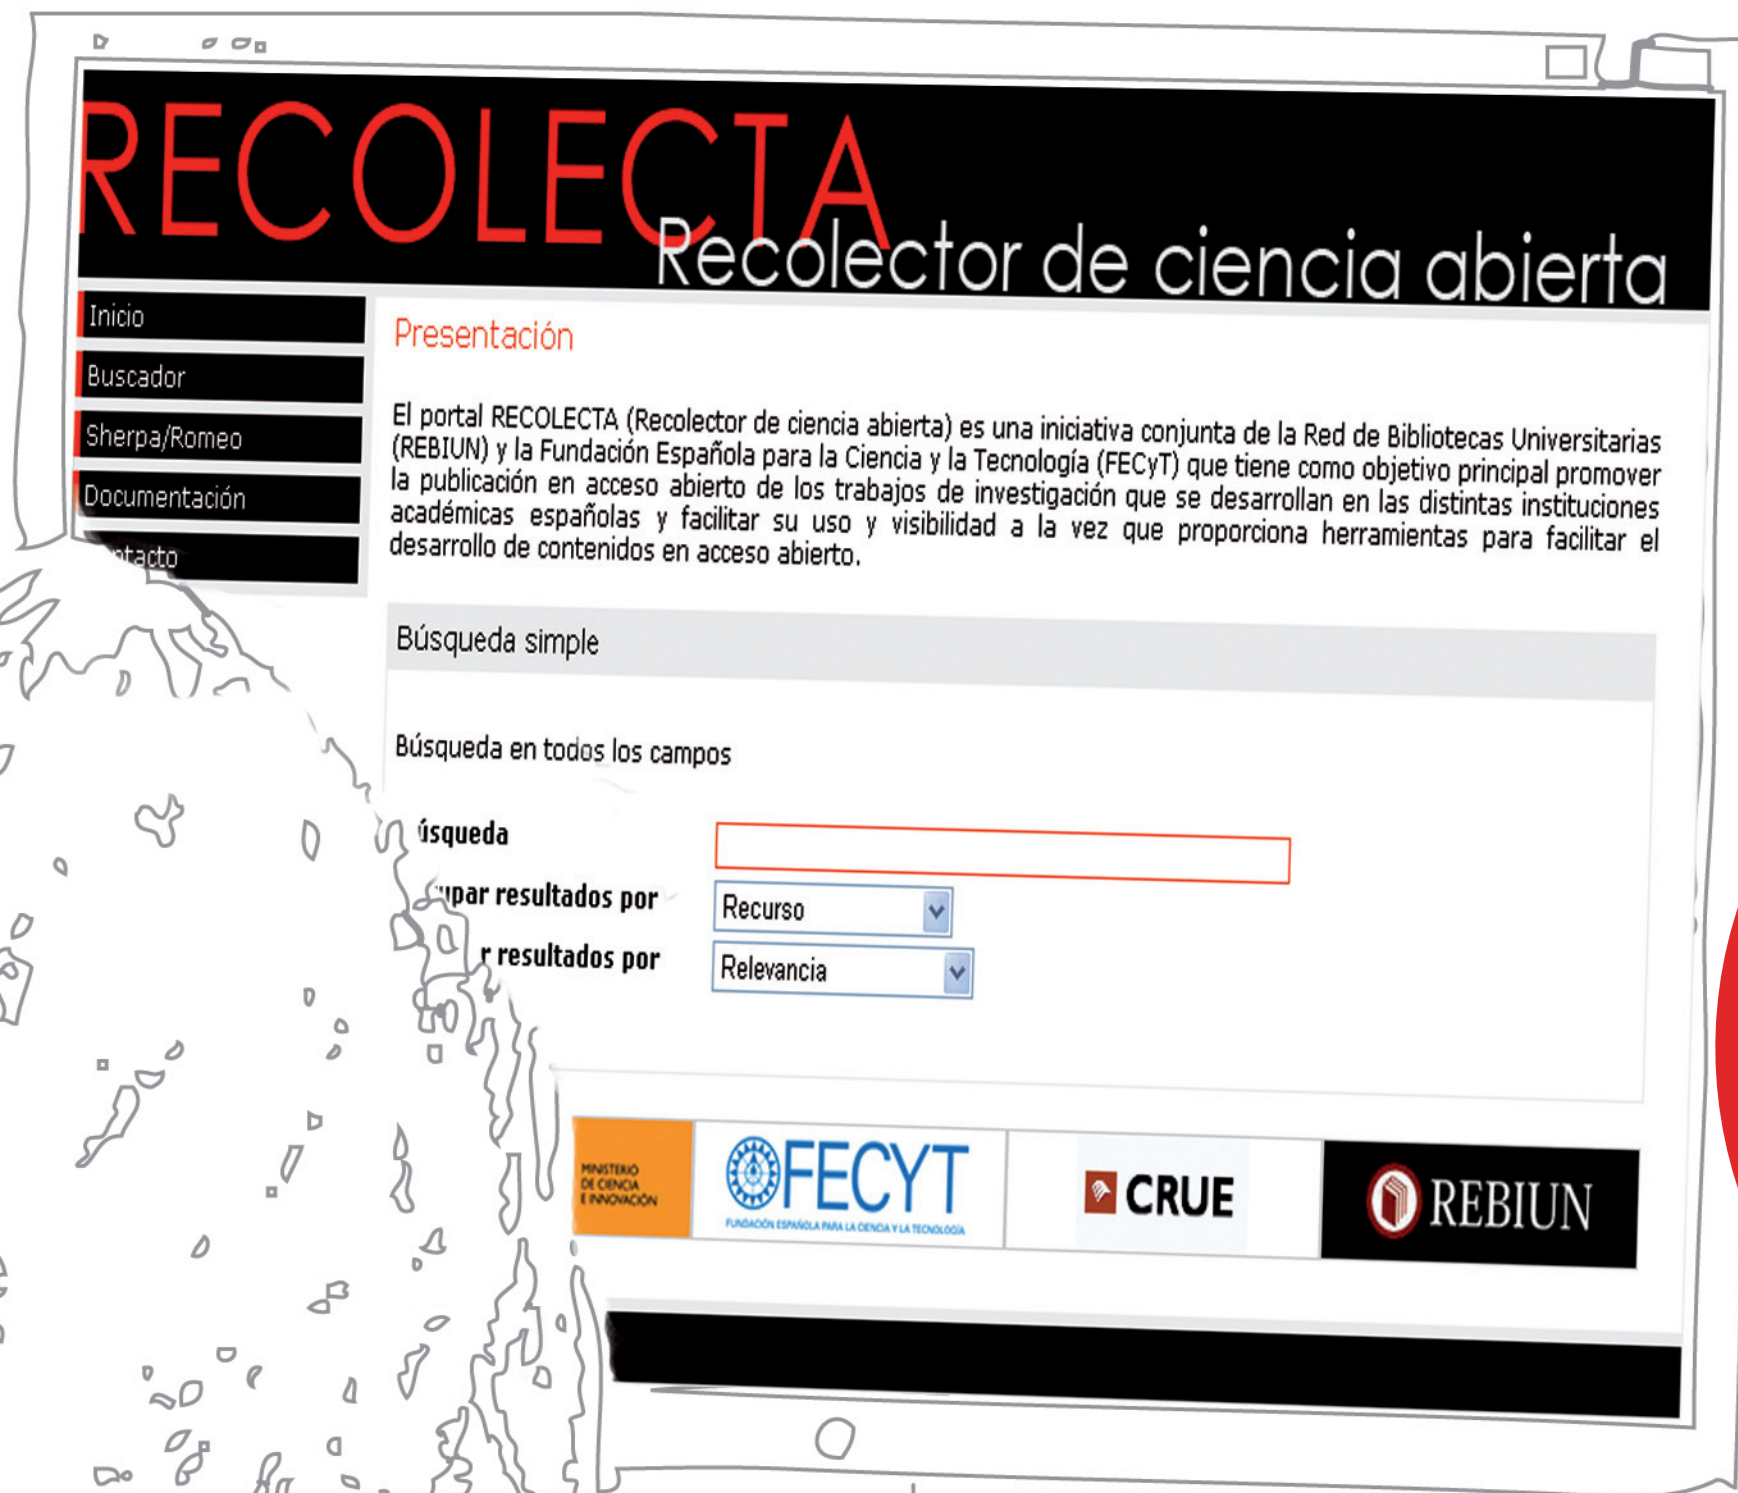 RECOLECTA
Recolector de ciencia abierta
Inicio
Buscador
Sherpa/Romeo
Documentación
ntacto
Presentación
El portal RECOLECTA (Recolector de ciencia abierta) es una iniciativa conjunta de la Red de Bibliotecas Universitarias
(REBIUN) y la Fundación Española para la Ciencia y la Tecnología (FECyT) que tiene como objetivo principal promover
la publicación en acceso abierto de los trabajos de investigación que se desarrollan en las distintas instituciones
académicas españolas y facilitar su uso y visibilidad a la vez que proporciona herramientas para facilitar el
desarrollo de contenidos en acceso abierto.
Búsqueda simple
Búsqueda en todos los campos
úsqueda
upar resultados por
Recurso
r resultados por
Relevancia
MINISTERIO
DE CIENCIA
E INNOVACIÓN
FECYT
FUNDACIÓN ESPAÑOLA PARA LA CIENCIA Y LA TECNOLOGÍA
CRUE
REBIUN